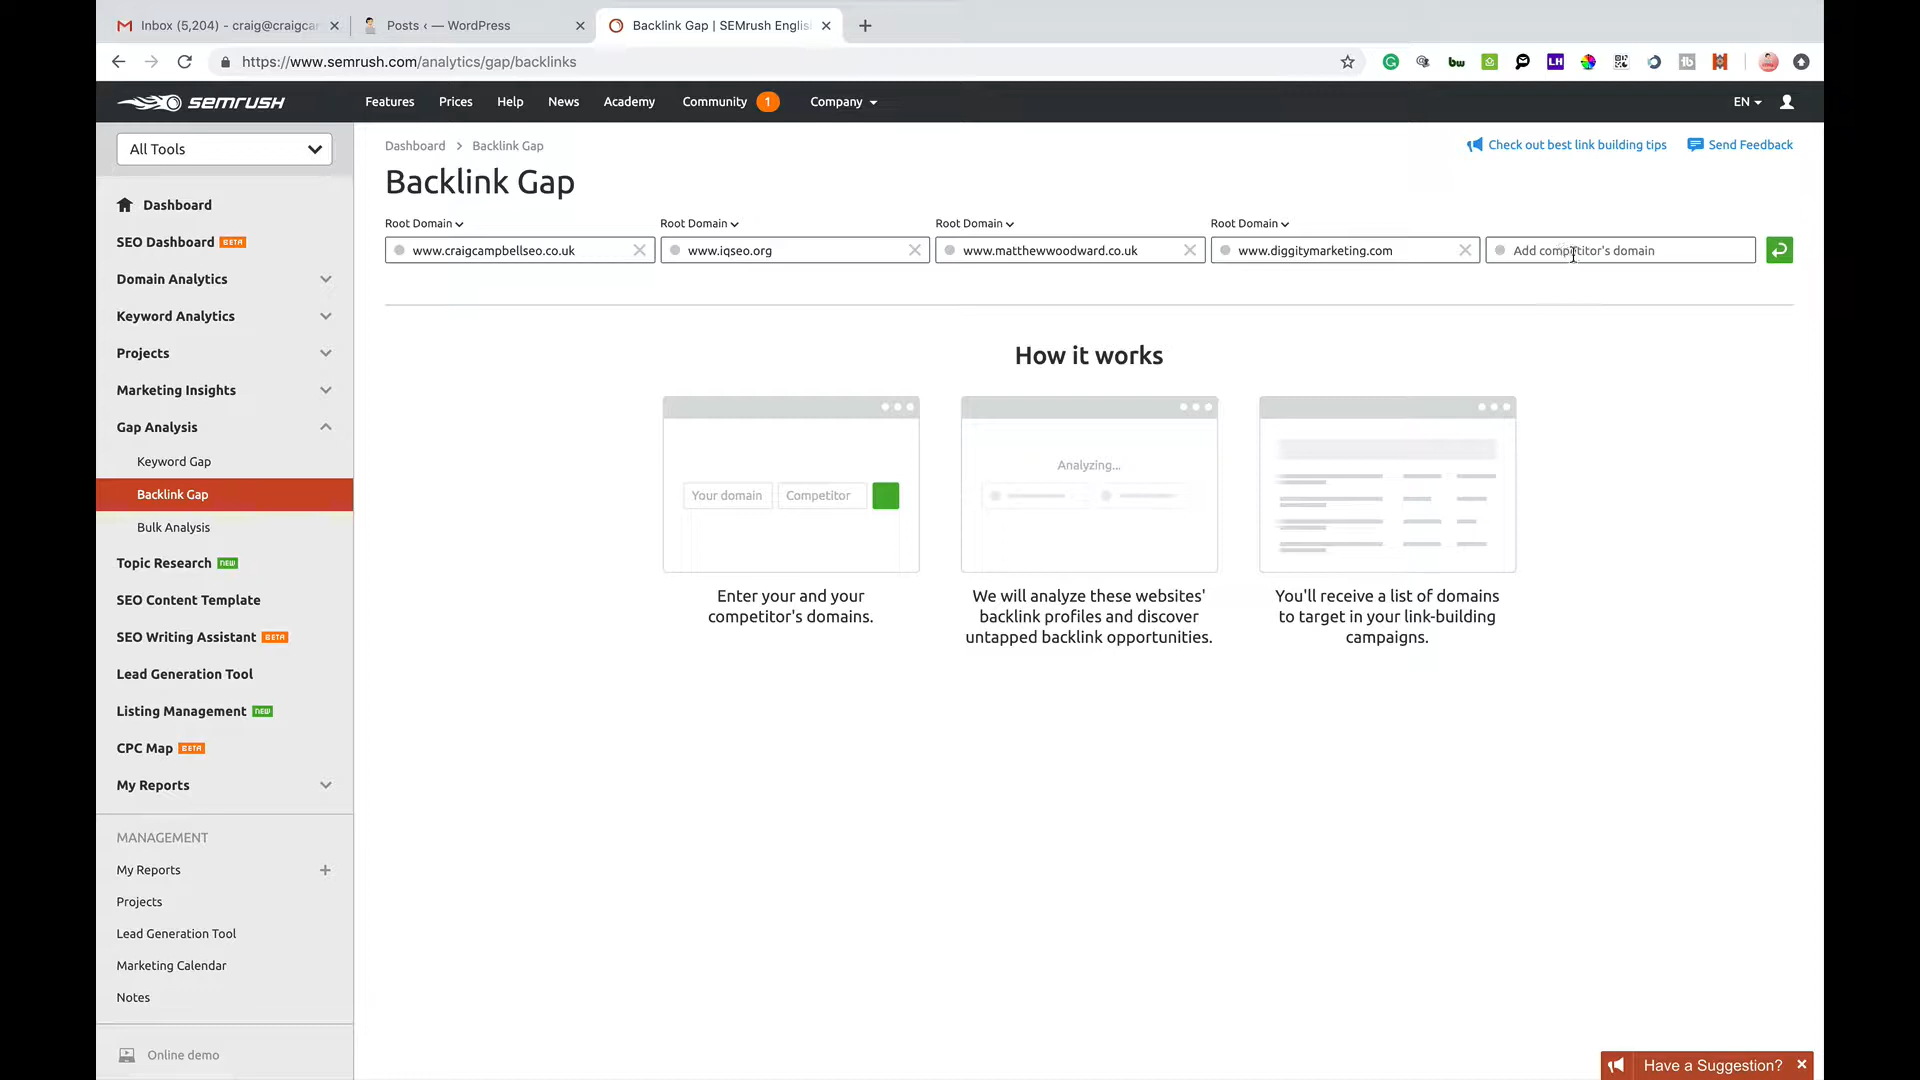 Inbox (5,204) - craig@craigcar
Posts ‹ — WordPress
Backlink Gap | SEMrush Englis
https://www.semrush.com/analytics/gap/backlinks
bw
LH
tb
SEMRUSH
Features
Prices
Help
News
Academy
Community
1
Company
EN
All Tools
Dashboard
SEO Dashboard BETA
Domain Analytics
Keyword Analytics
Projects
Marketing Insights
Gap Analysis
Keyword Gap
Backlink Gap
Bulk Analysis
Topic Research NEW
SEO Content Template
SEO Writing Assistant BETA
Lead Generation Tool
Listing Management NEW
CPC Map BETA
My Reports
MANAGEMENT
My Reports
Projects
Lead Generation Tool
Marketing Calendar
Notes
Online demo
Dashboard > Backlink Gap
Check out best link building tips
Send Feedback
Backlink Gap
Root Domain
Root Domain
Root Domain
Root Domain
www.craigcampbellseo.co.uk
www.iqseo.org
www.matthewwoodward.co.uk
www.diggitymarketing.com
Add competitor's domain
How it works
Your domain
Competitor
Analyzing...
Enter your and your
competitor's domains.
We will analyze these websites'
backlink profiles and discover
untapped backlink opportunities.
You'll receive a list of domains
to target in your link-building
campaigns.
Have a Suggestion?